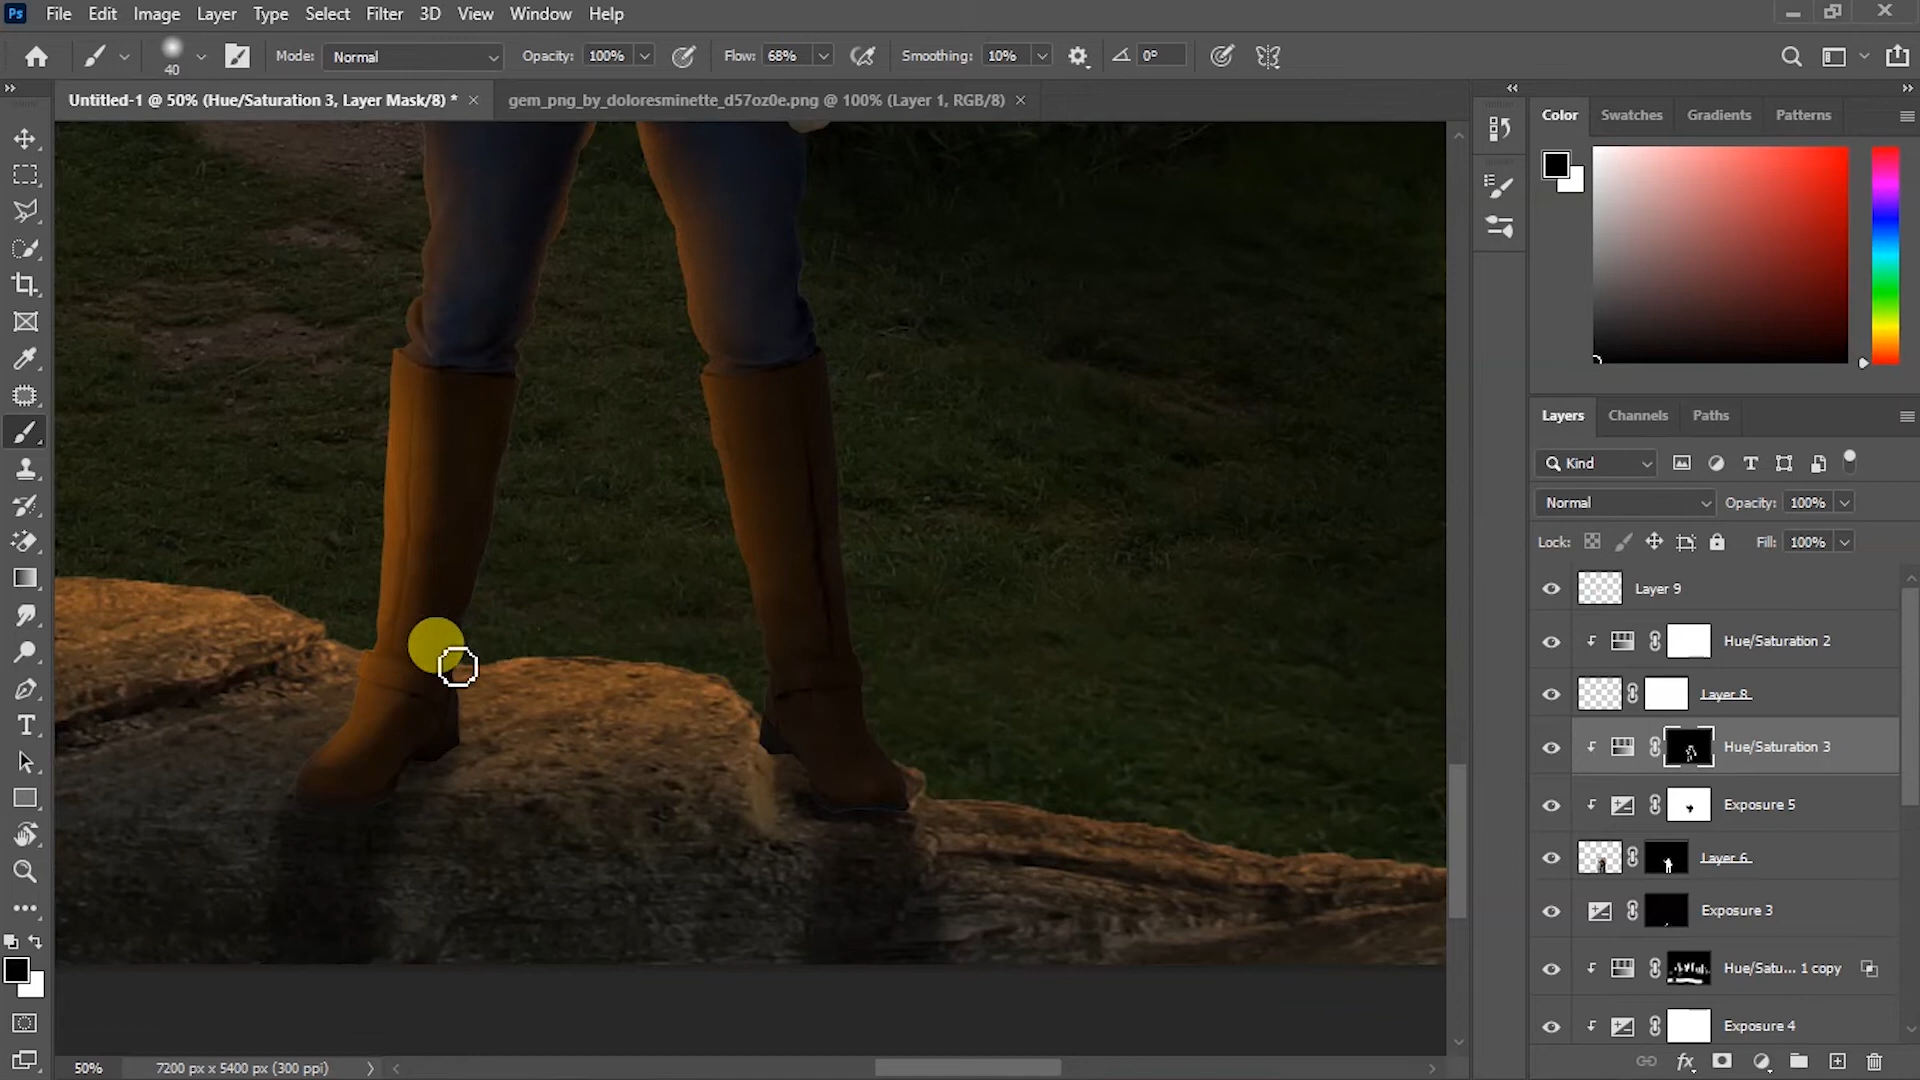 Ps File Edit Image Layer Type Select Filter 3D View Window Help
40 Mode: Normal Opacity: 100% Flow: 68% Smoothing: 10% 0°
Untitled-1 @ 50% (Hue/Saturation 3, Layer Mask/8) * gem_png_by_doloresminette_d57oz0e.png @ 100% (Layer 1, RGB/8)
Color Swatches Gradients Patterns
Layers Channels Paths
Kind
Normal Opacity: 100%
Lock: Fill: 100%
Layer 9
Hue/Saturation 2
Layer 8
Hue/Saturation 3
Exposure 5
Layer 6
Exposure 3
Hue/Satu... 1 copy
Exposure 4
50% 7200 px x 5400 px (300 ppi)